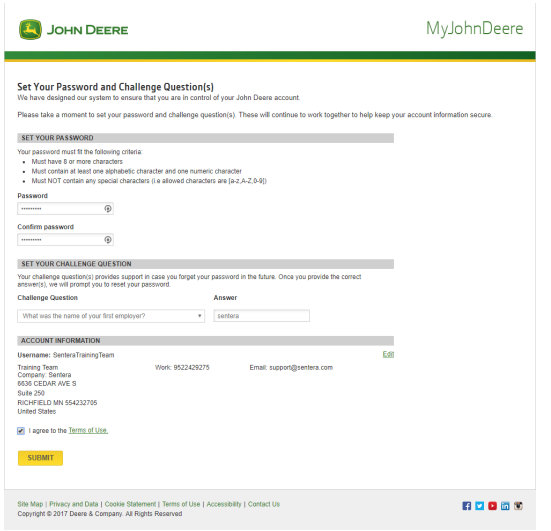 JOHN DEERE
MyJohnDeere
Set Your Password and Challenge Question(s)
We have designed our system to ensure that you are in control of your John Deere account.
Please take a moment to set your password and challenge question(s). These will continue to work together to help keep your account information secure.
SET YOUR PASSWORD
Your password must fit the following criteria:
• Must have 8 or more characters
• Must contain at least one alphabetic character and one numeric character
• Must NOT contain any special characters (i.e allowed characters are [a-z,A-Z,0-9])
Password
•••••••••
Confirm password
•••••••••
SET YOUR CHALLENGE QUESTION
Your challenge question(s) provides support in case you forget your password in the future. Once you provide the correct
answer(s), we will prompt you to reset your password.
Challenge Question Answer
What was the name of your first employer? sentera
ACCOUNT INFORMATION
Username: SenteraTrainingTeam Edit
Training Team Work: 9522429275 Email: support@sentera.com
Company: Sentera
6636 CEDAR AVE S
Suite 250
RICHFIELD MN 554232705
United States
I agree to the Terms of Use.
SUBMIT
Site Map | Privacy and Data | Cookie Statement | Terms of Use | Accessibility | Contact Us
Copyright © 2017 Deere & Company. All Rights Reserved